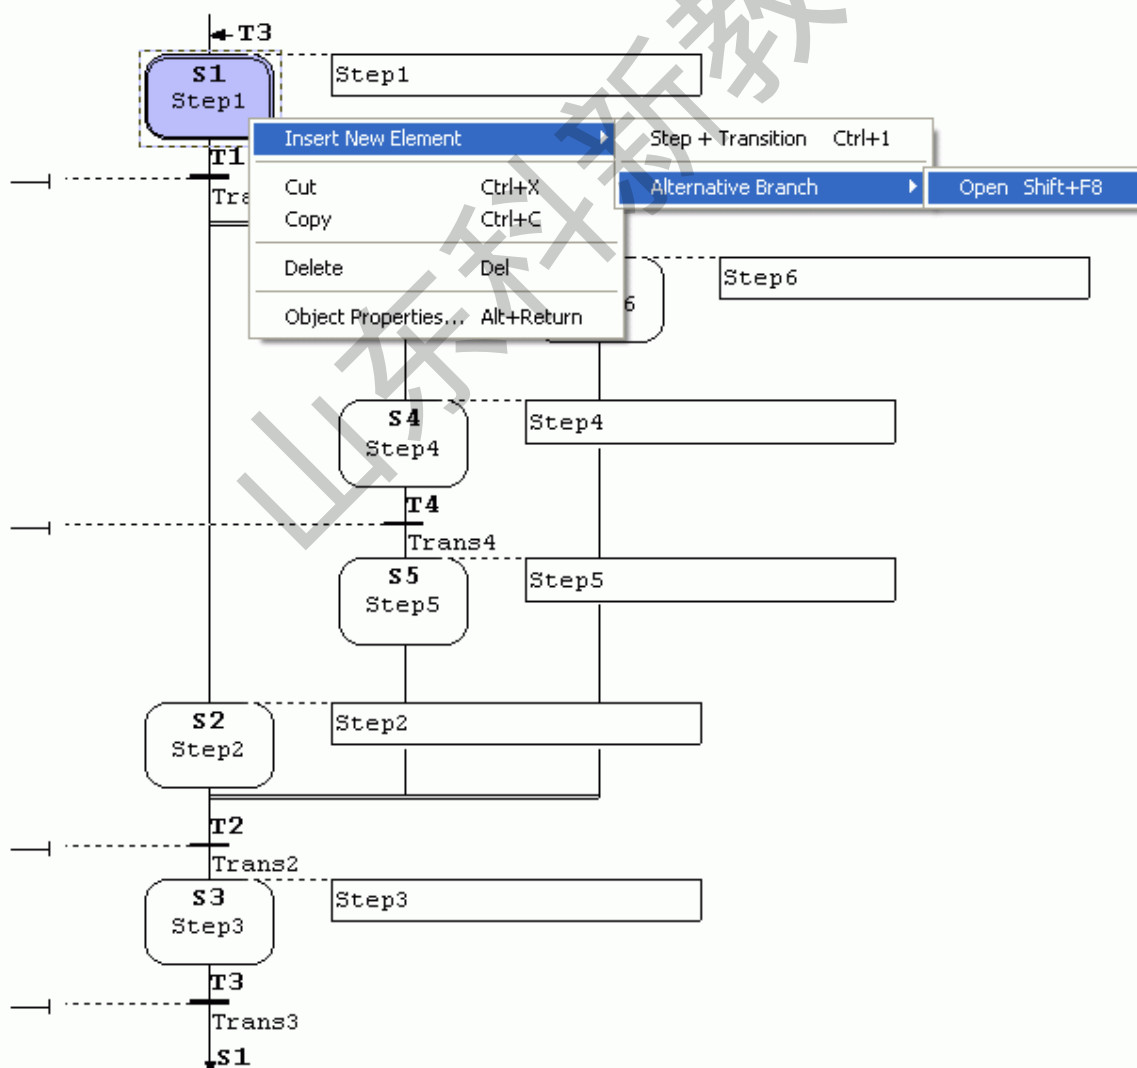 T3
S1
Step1
Step1
Insert New Element
Step + Transition Ctrl+1
T1
Cut Ctrl+X
Alternative Branch
Open Shift+F8
Copy Ctrl+C
Delete Del
Step6
6
Object Properties... Alt+Return
S4
Step4
Step4
T4
Trans4
S5
Step5
Step5
S2
Step2
Step2
T2
Trans2
S3
Step3
Step3
T3
Trans3
S1
山东科新教